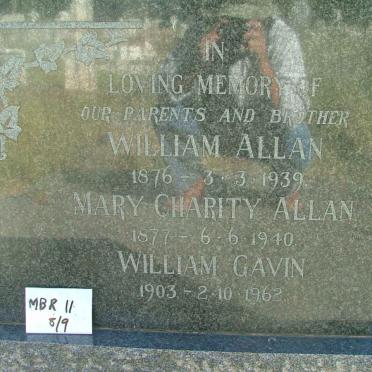 IN
LOVING MEMORY OF
OUR PARENTS AND BROTHER
WILLIAM ALLAN
1876 - 3·3·1939
MARY CHARITY ALLAN
1877 - 6·6·1940
WILLIAM GAVIN
1903 - 2·10·1962
MBR 11
8/9